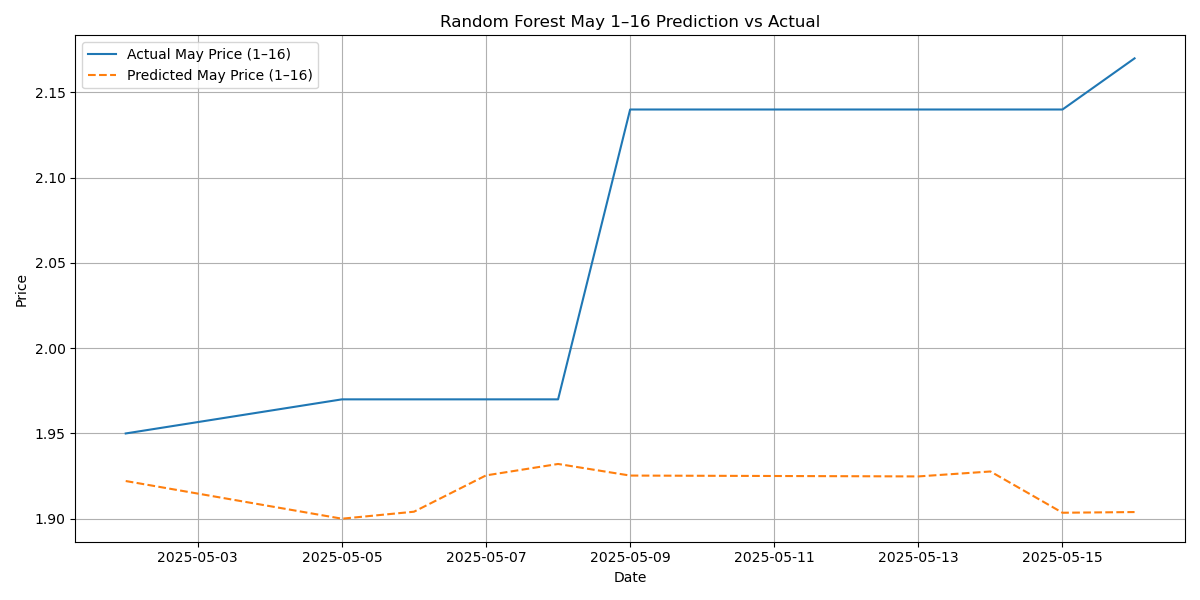 Random Forest May 1–16 Prediction vs Actual
Actual May Price (1–16)
Predicted May Price (1–16)
Price
2.15
2.10
2.05
2.00
1.95
1.90
2025-05-03 2025-05-05 2025-05-07 2025-05-09 2025-05-11 2025-05-13 2025-05-15
Date